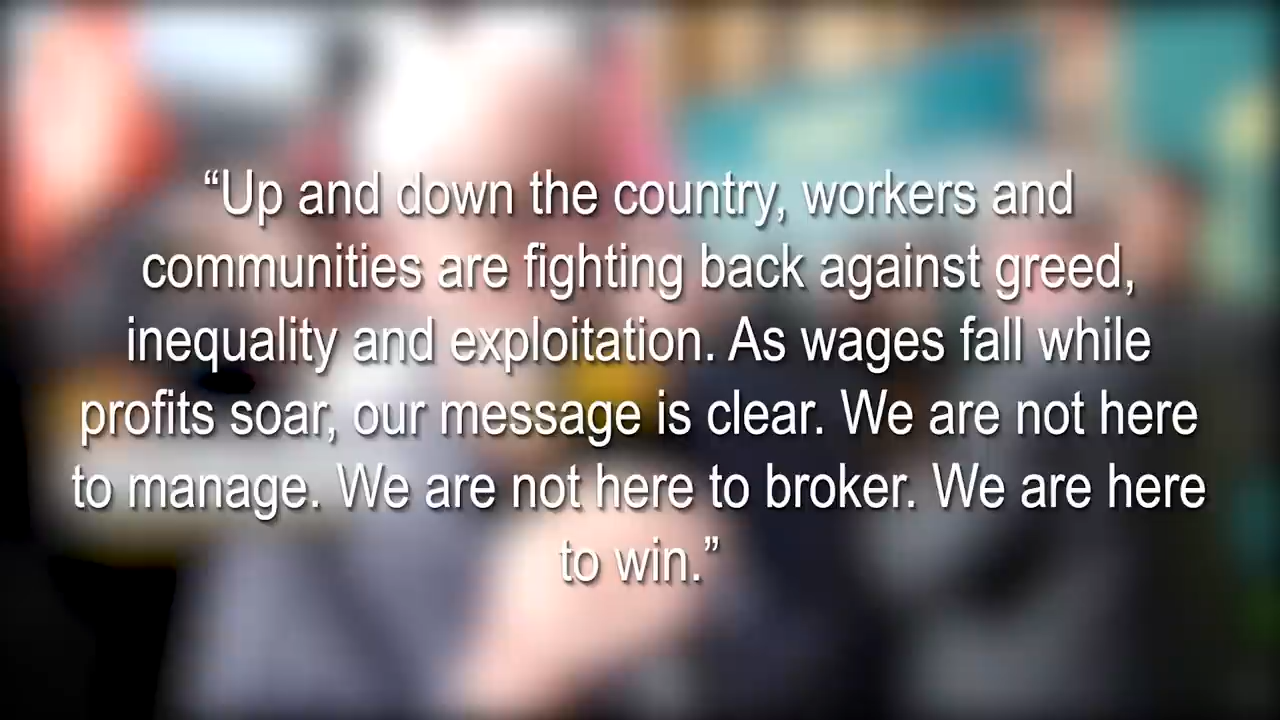 “Up and down the country, workers and
communities are fighting back against greed,
inequality and exploitation. As wages fall while
profits soar, our message is clear. We are not here
to manage. We are not here to broker. We are here
to win.”